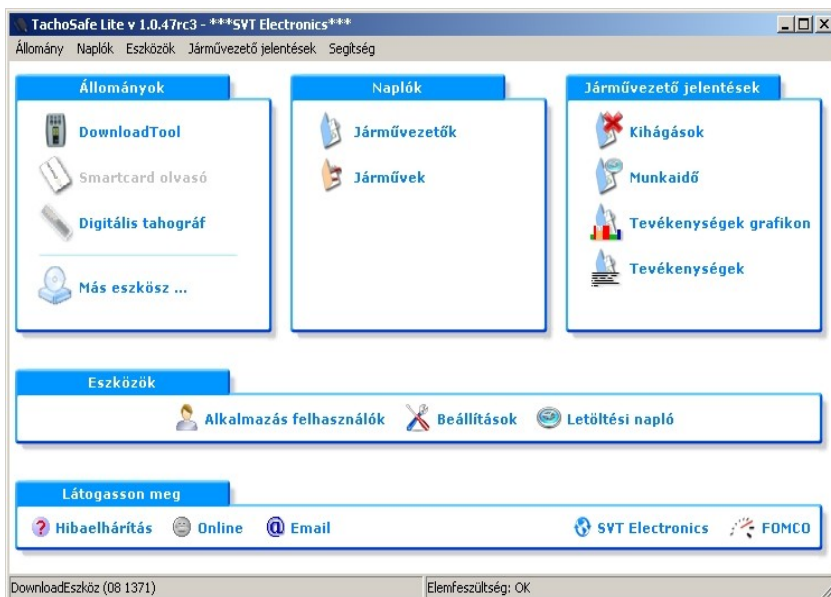 TachoSafe Lite v 1.0.47rc3 - ***SVT Electronics***
Állomány Naplók Eszközök Járművezető jelentések Segítség
Állományok
DownloadTool
Smartcard olvasó
Digitális tahográf
Más eszkösz ...
Naplók
Járművezetők
Járművek
Járművezető jelentések
Kihágások
Munkaidő
Tevékenységek grafikon
Tevékenységek
Eszközök
Alkalmazás felhasználók Beállítások Letöltési napló
Látogasson meg
Hibaelhárítás Online Email SVT Electronics FOMCO
DownloadEszköz (08 1371) Elemfeszültség: OK